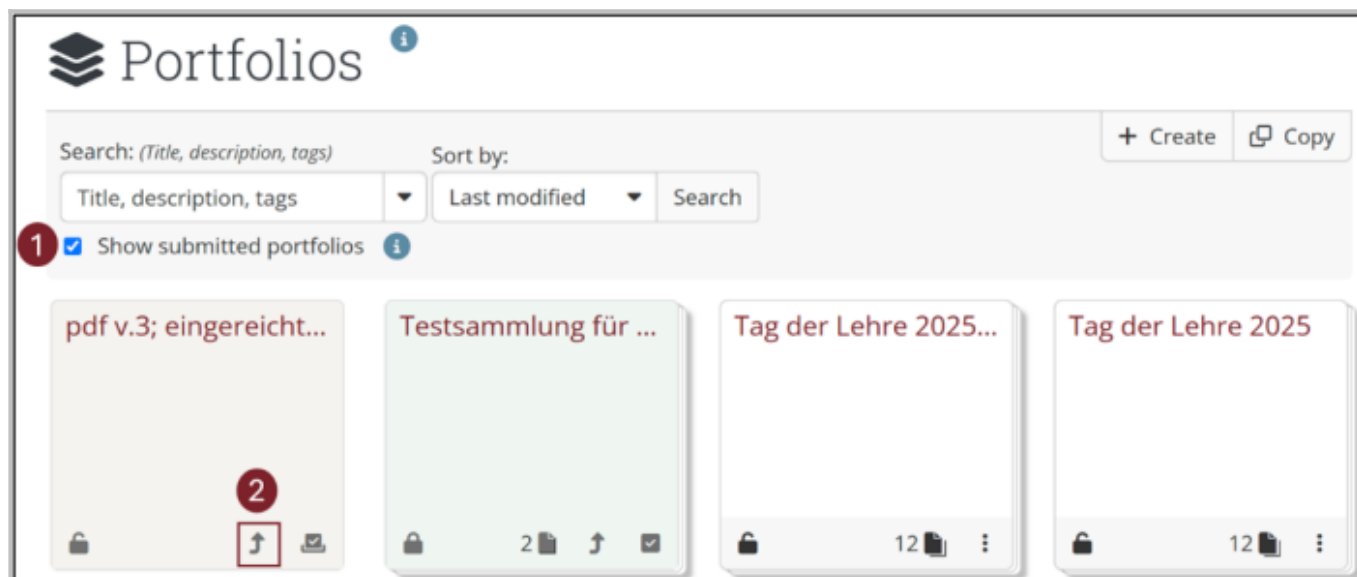 Portfolios
+ Create
Copy
Search: (Title, description, tags)
Sort by:
Title, description, tags
Last modified
Search
1
Show submitted portfolios
pdf v.3; eingereicht...
Testsammlung für ...
Tag der Lehre 2025...
Tag der Lehre 2025
2
2
12
12